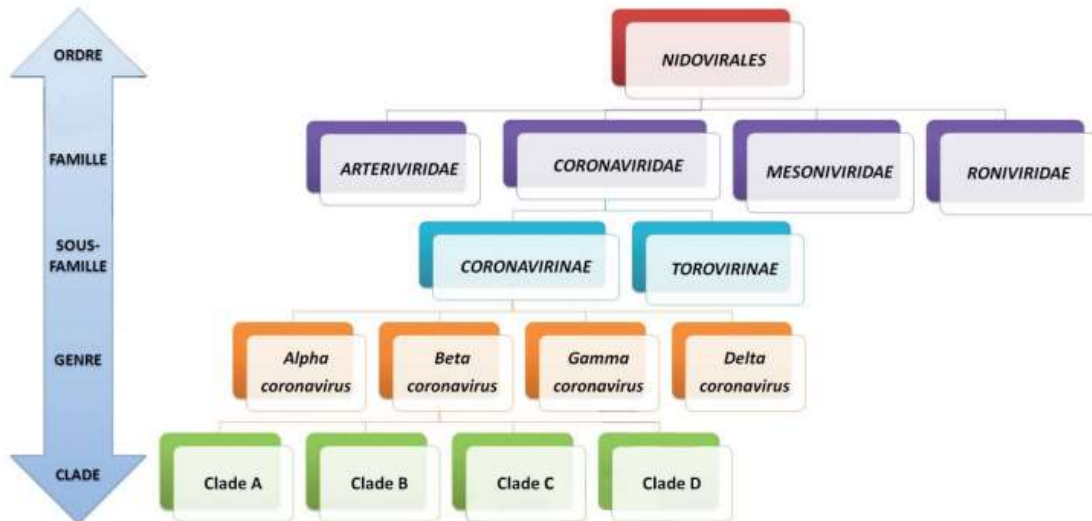 ORDRE
NIDOVIRALES
FAMILLE
ARTERIVIRIDAE
CORONAVIRIDAE
MESONIVIRIDAE
RONIVIRIDAE
SOUS-
FAMILLE
CORONAVIRINAE
TOROVIRINAE
GENRE
Alpha
coronavirus
Beta
coronavirus
Gamma
coronavirus
Delta
coronavirus
CLADE
Clade A
Clade B
Clade C
Clade D